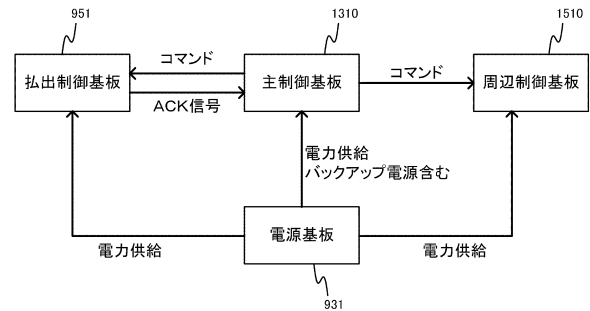 951
1310
1510
コマンド
払出制御基板
主制御基板
コマンド
周辺制御基板
ACK信号
電力供給
バックアップ電源含む
電源基板
電力供給
電力供給
931